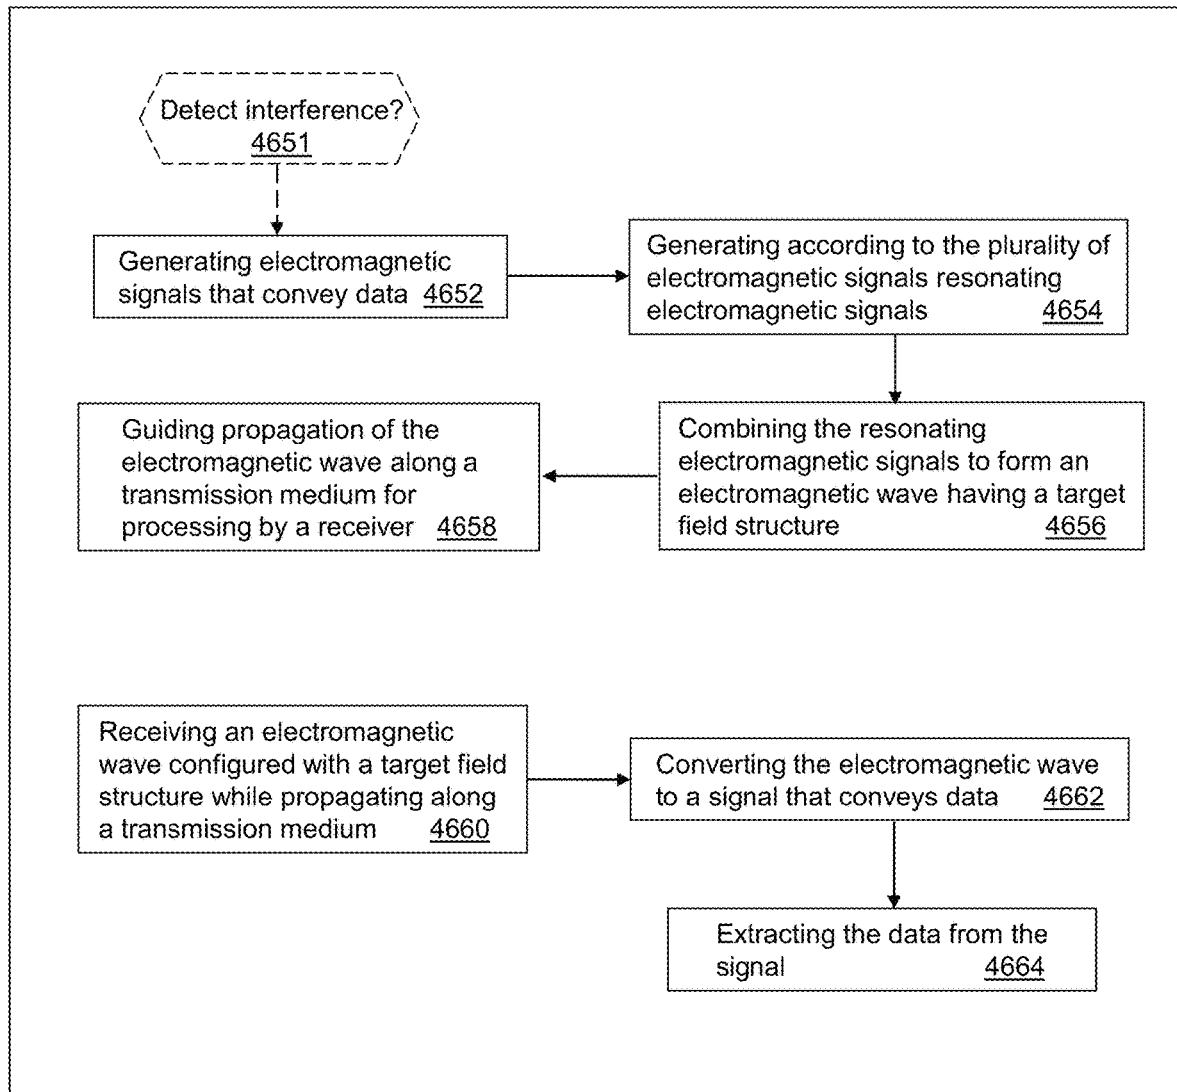 Detect interference?
4651
Generating electromagnetic
signals that convey data 4652
Generating according to the plurality of
electromagnetic signals resonating
electromagnetic signals 4654
Combining the resonating
electromagnetic signals to form an
electromagnetic wave having a target
field structure 4656
Guiding propagation of the
electromagnetic wave along a
transmission medium for
processing by a receiver 4658
Receiving an electromagnetic
wave configured with a target field
structure while propagating along
a transmission medium 4660
Converting the electromagnetic wave
to a signal that conveys data 4662
Extracting the data from the
signal 4664